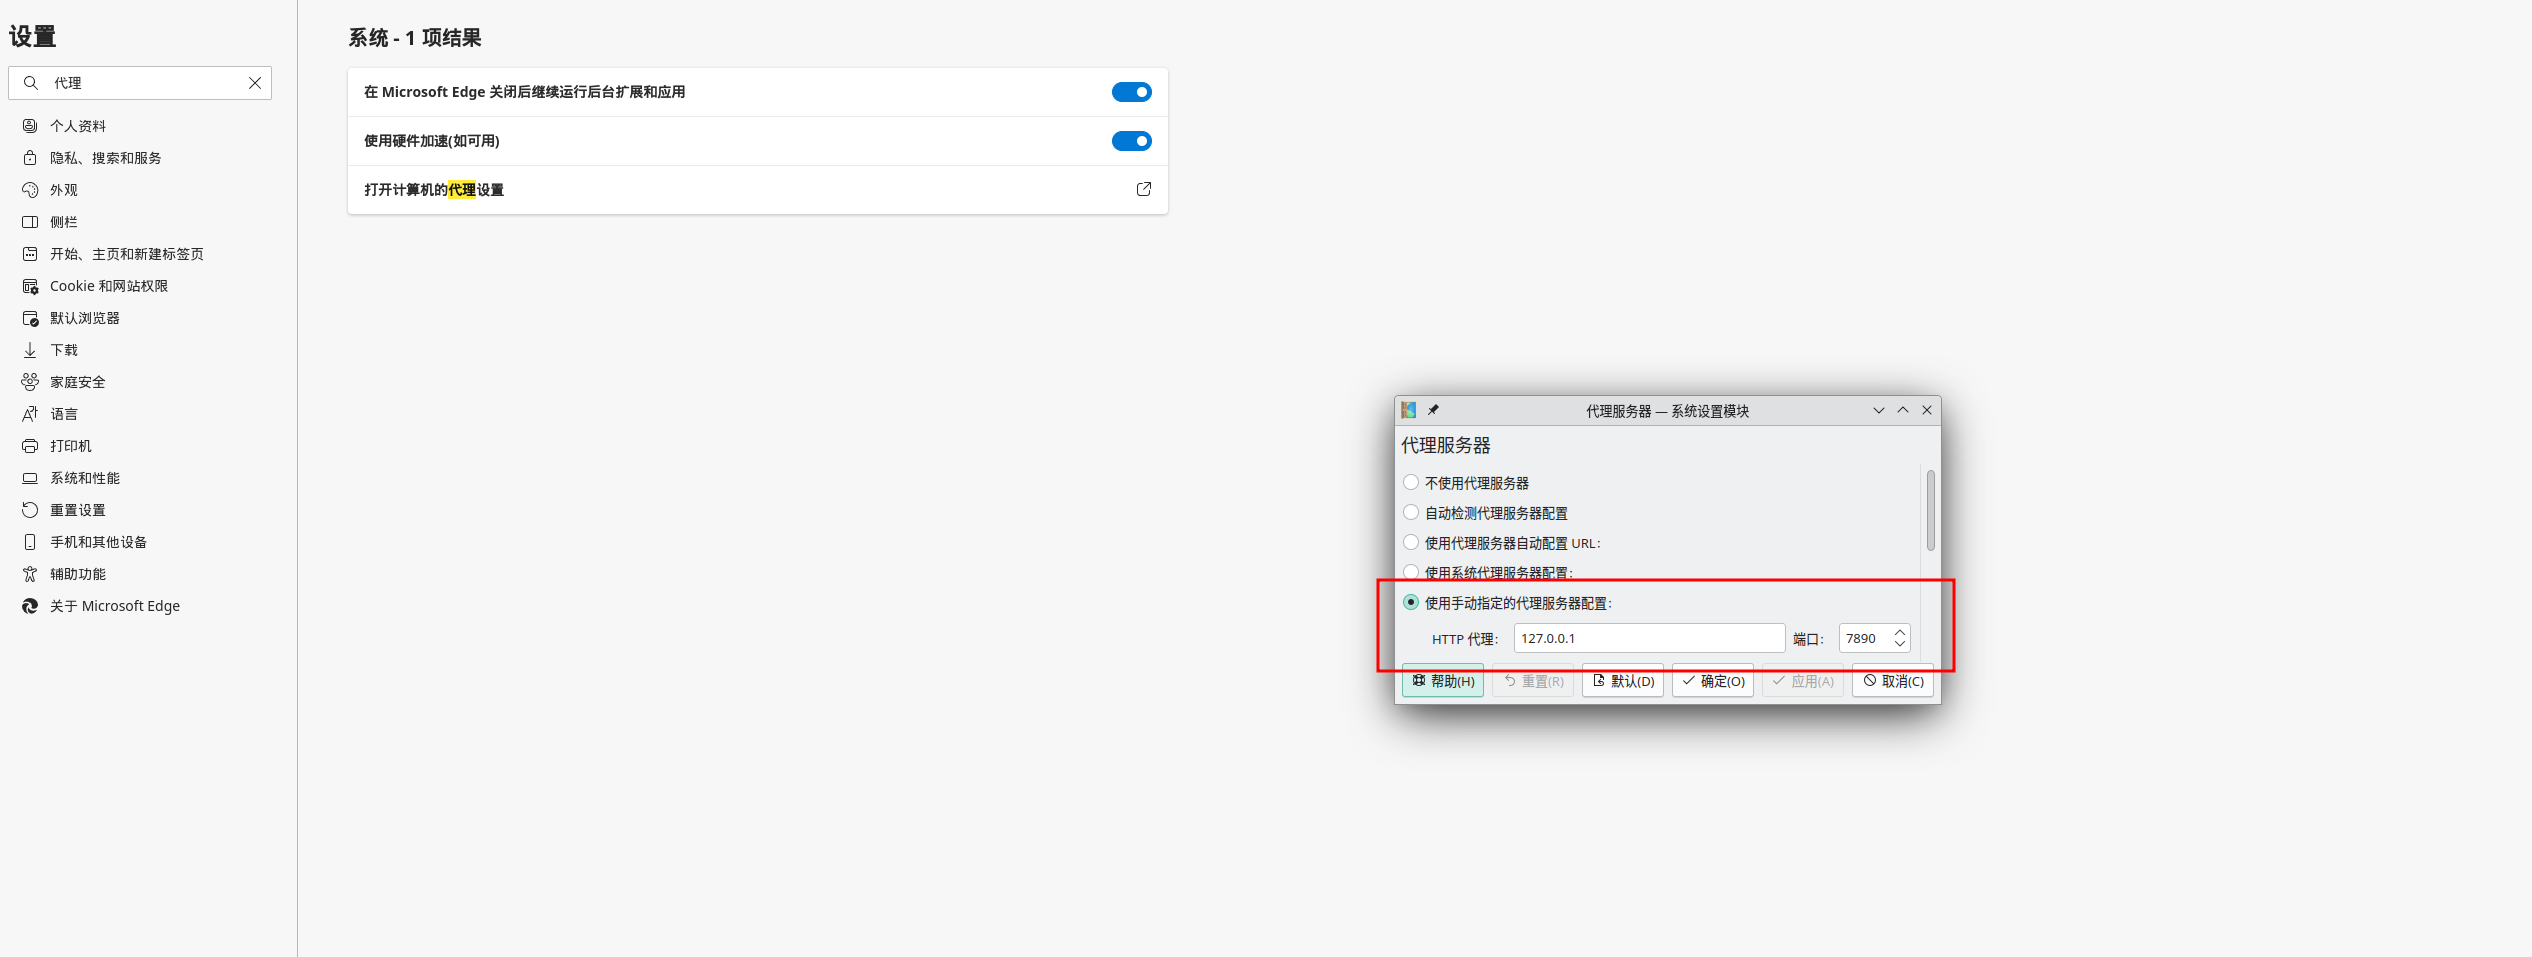 设置
代理
个人资料
隐私、搜索和服务
外观
侧栏
开始、主页和新建标签页
Cookie 和网站权限
默认浏览器
下载
家庭安全
语言
打印机
系统和性能
重置设置
手机和其他设备
辅助功能
关于 Microsoft Edge
系统 - 1 项结果
在 Microsoft Edge 关闭后继续运行后台扩展和应用
使用硬件加速(如可用)
打开计算机的代理设置
代理服务器 — 系统设置模块
代理服务器
不使用代理服务器
自动检测代理服务器配置
使用代理服务器自动配置 URL：
使用系统代理服务器配置：
使用手动指定的代理服务器配置：
HTTP 代理： 127.0.0.1 端口： 7890
帮助(H) 重置(R) 默认(D) 确定(O) 应用(A) 取消(C)